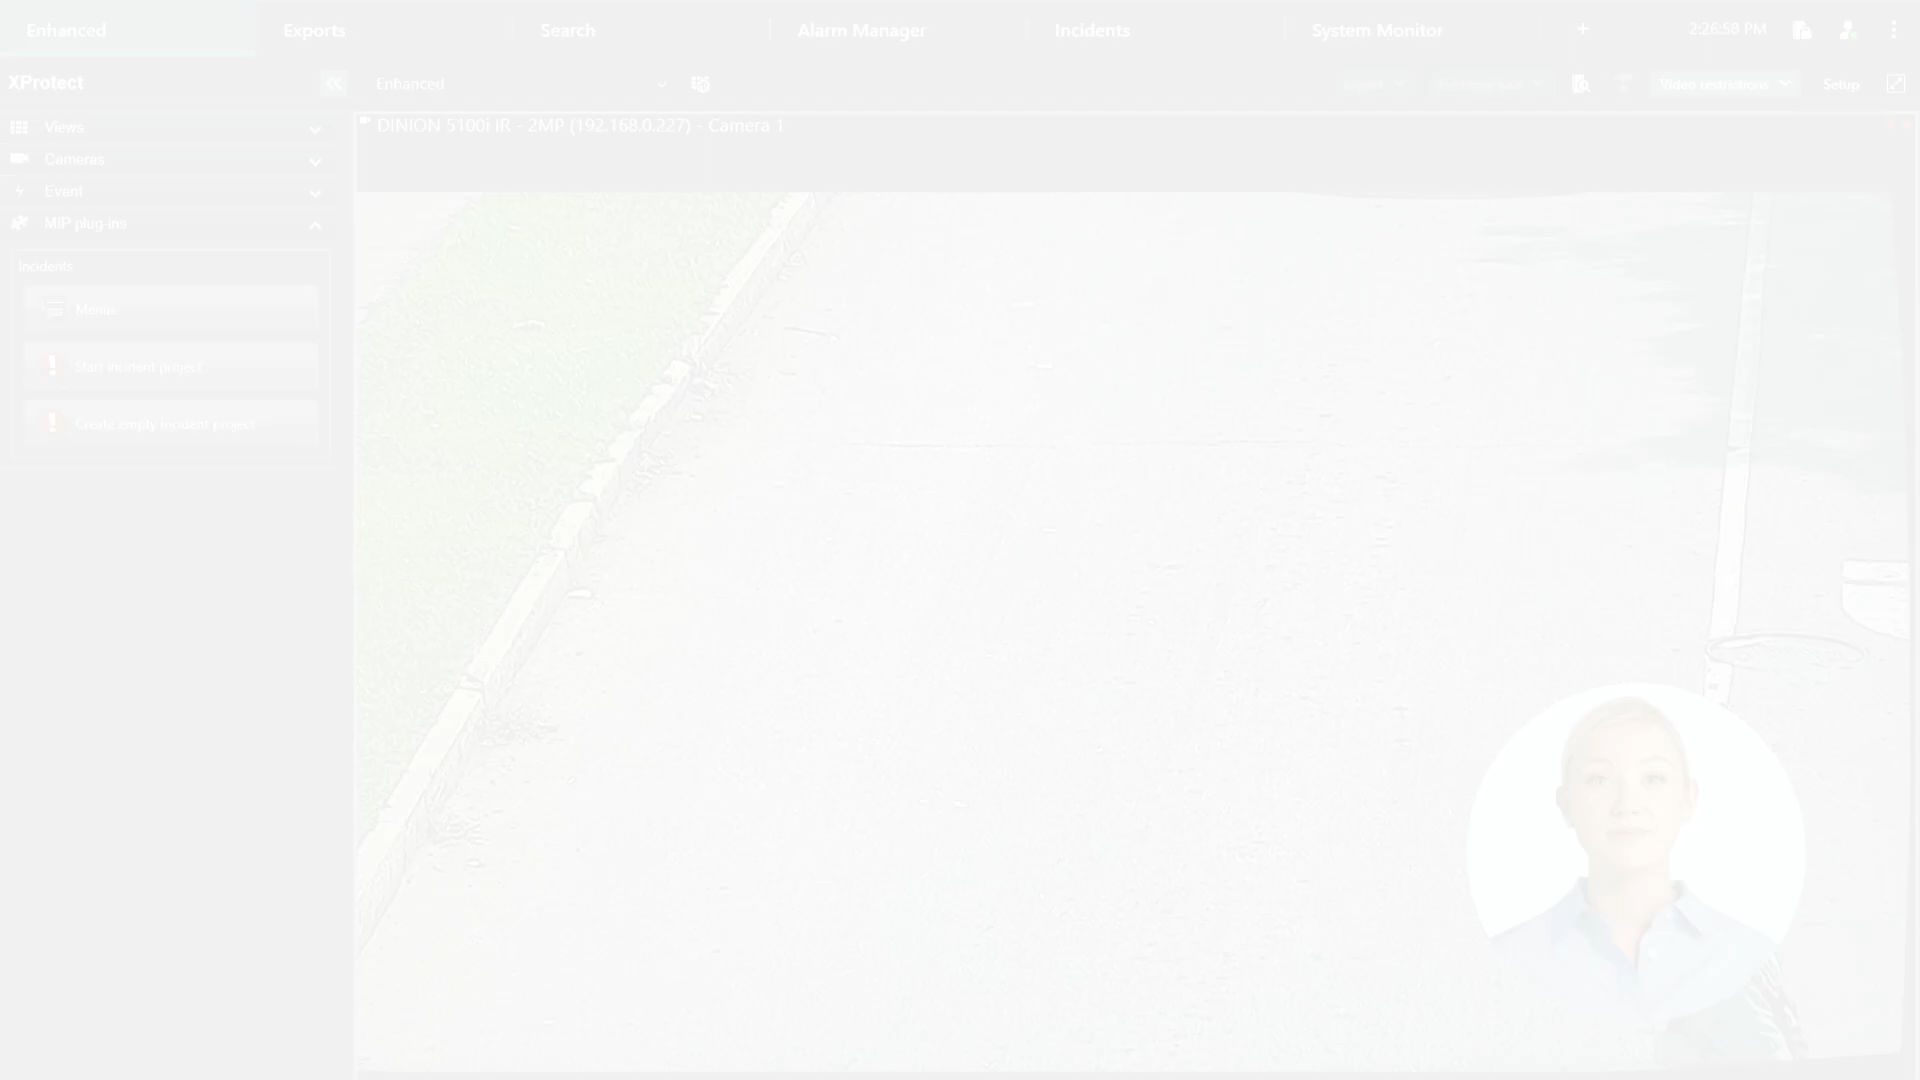 Enhanced
Exports
Search
Alarm Manager
Incidents
System Monitor
+
2:26:58 PM
XProtect
Enhanced
Video restrictions
Setup
Views
DINION 5100i IR - 2MP (192.168.0.227) - Camera 1
Cameras
Event
MIP plug-ins
Incidents
Menu
Start incident project
Create empty incident project